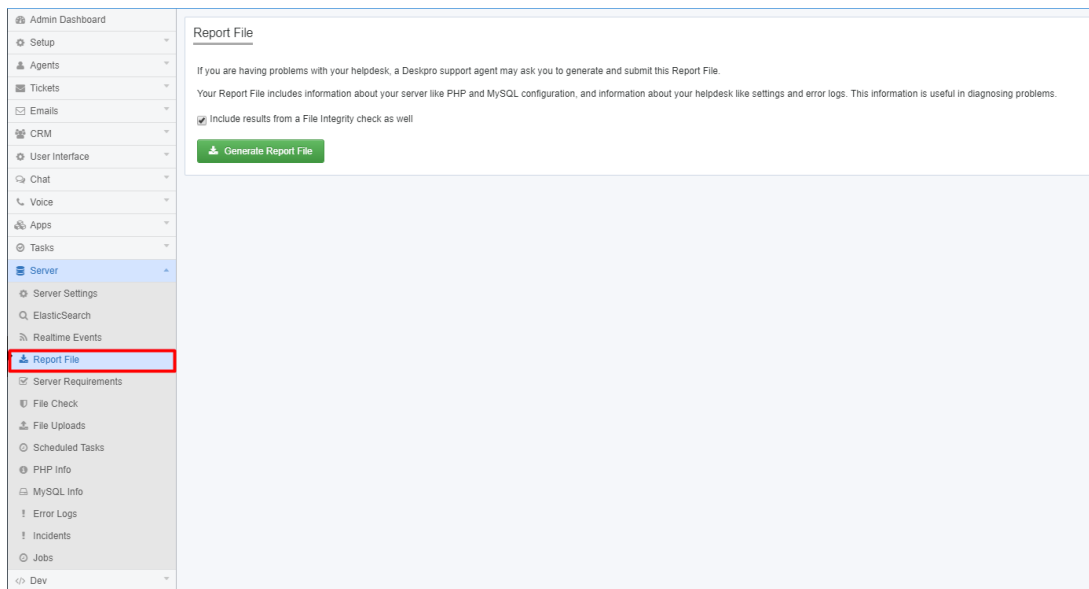 Admin Dashboard
Setup
Agents
Tickets
Emails
CRM
User Interface
Chat
Voice
Apps
Tasks
Server
Server Settings
ElasticSearch
Realtime Events
Report File
Server Requirements
File Check
File Uploads
Scheduled Tasks
PHP Info
MySQL Info
Error Logs
Incidents
Jobs
Dev
Report File
If you are having problems with your helpdesk, a Deskpro support agent may ask you to generate and submit this Report File.
Your Report File includes information about your server like PHP and MySQL configuration, and information about your helpdesk like settings and error logs. This information is useful in diagnosing problems.
Include results from a File Integrity check as well
Generate Report File